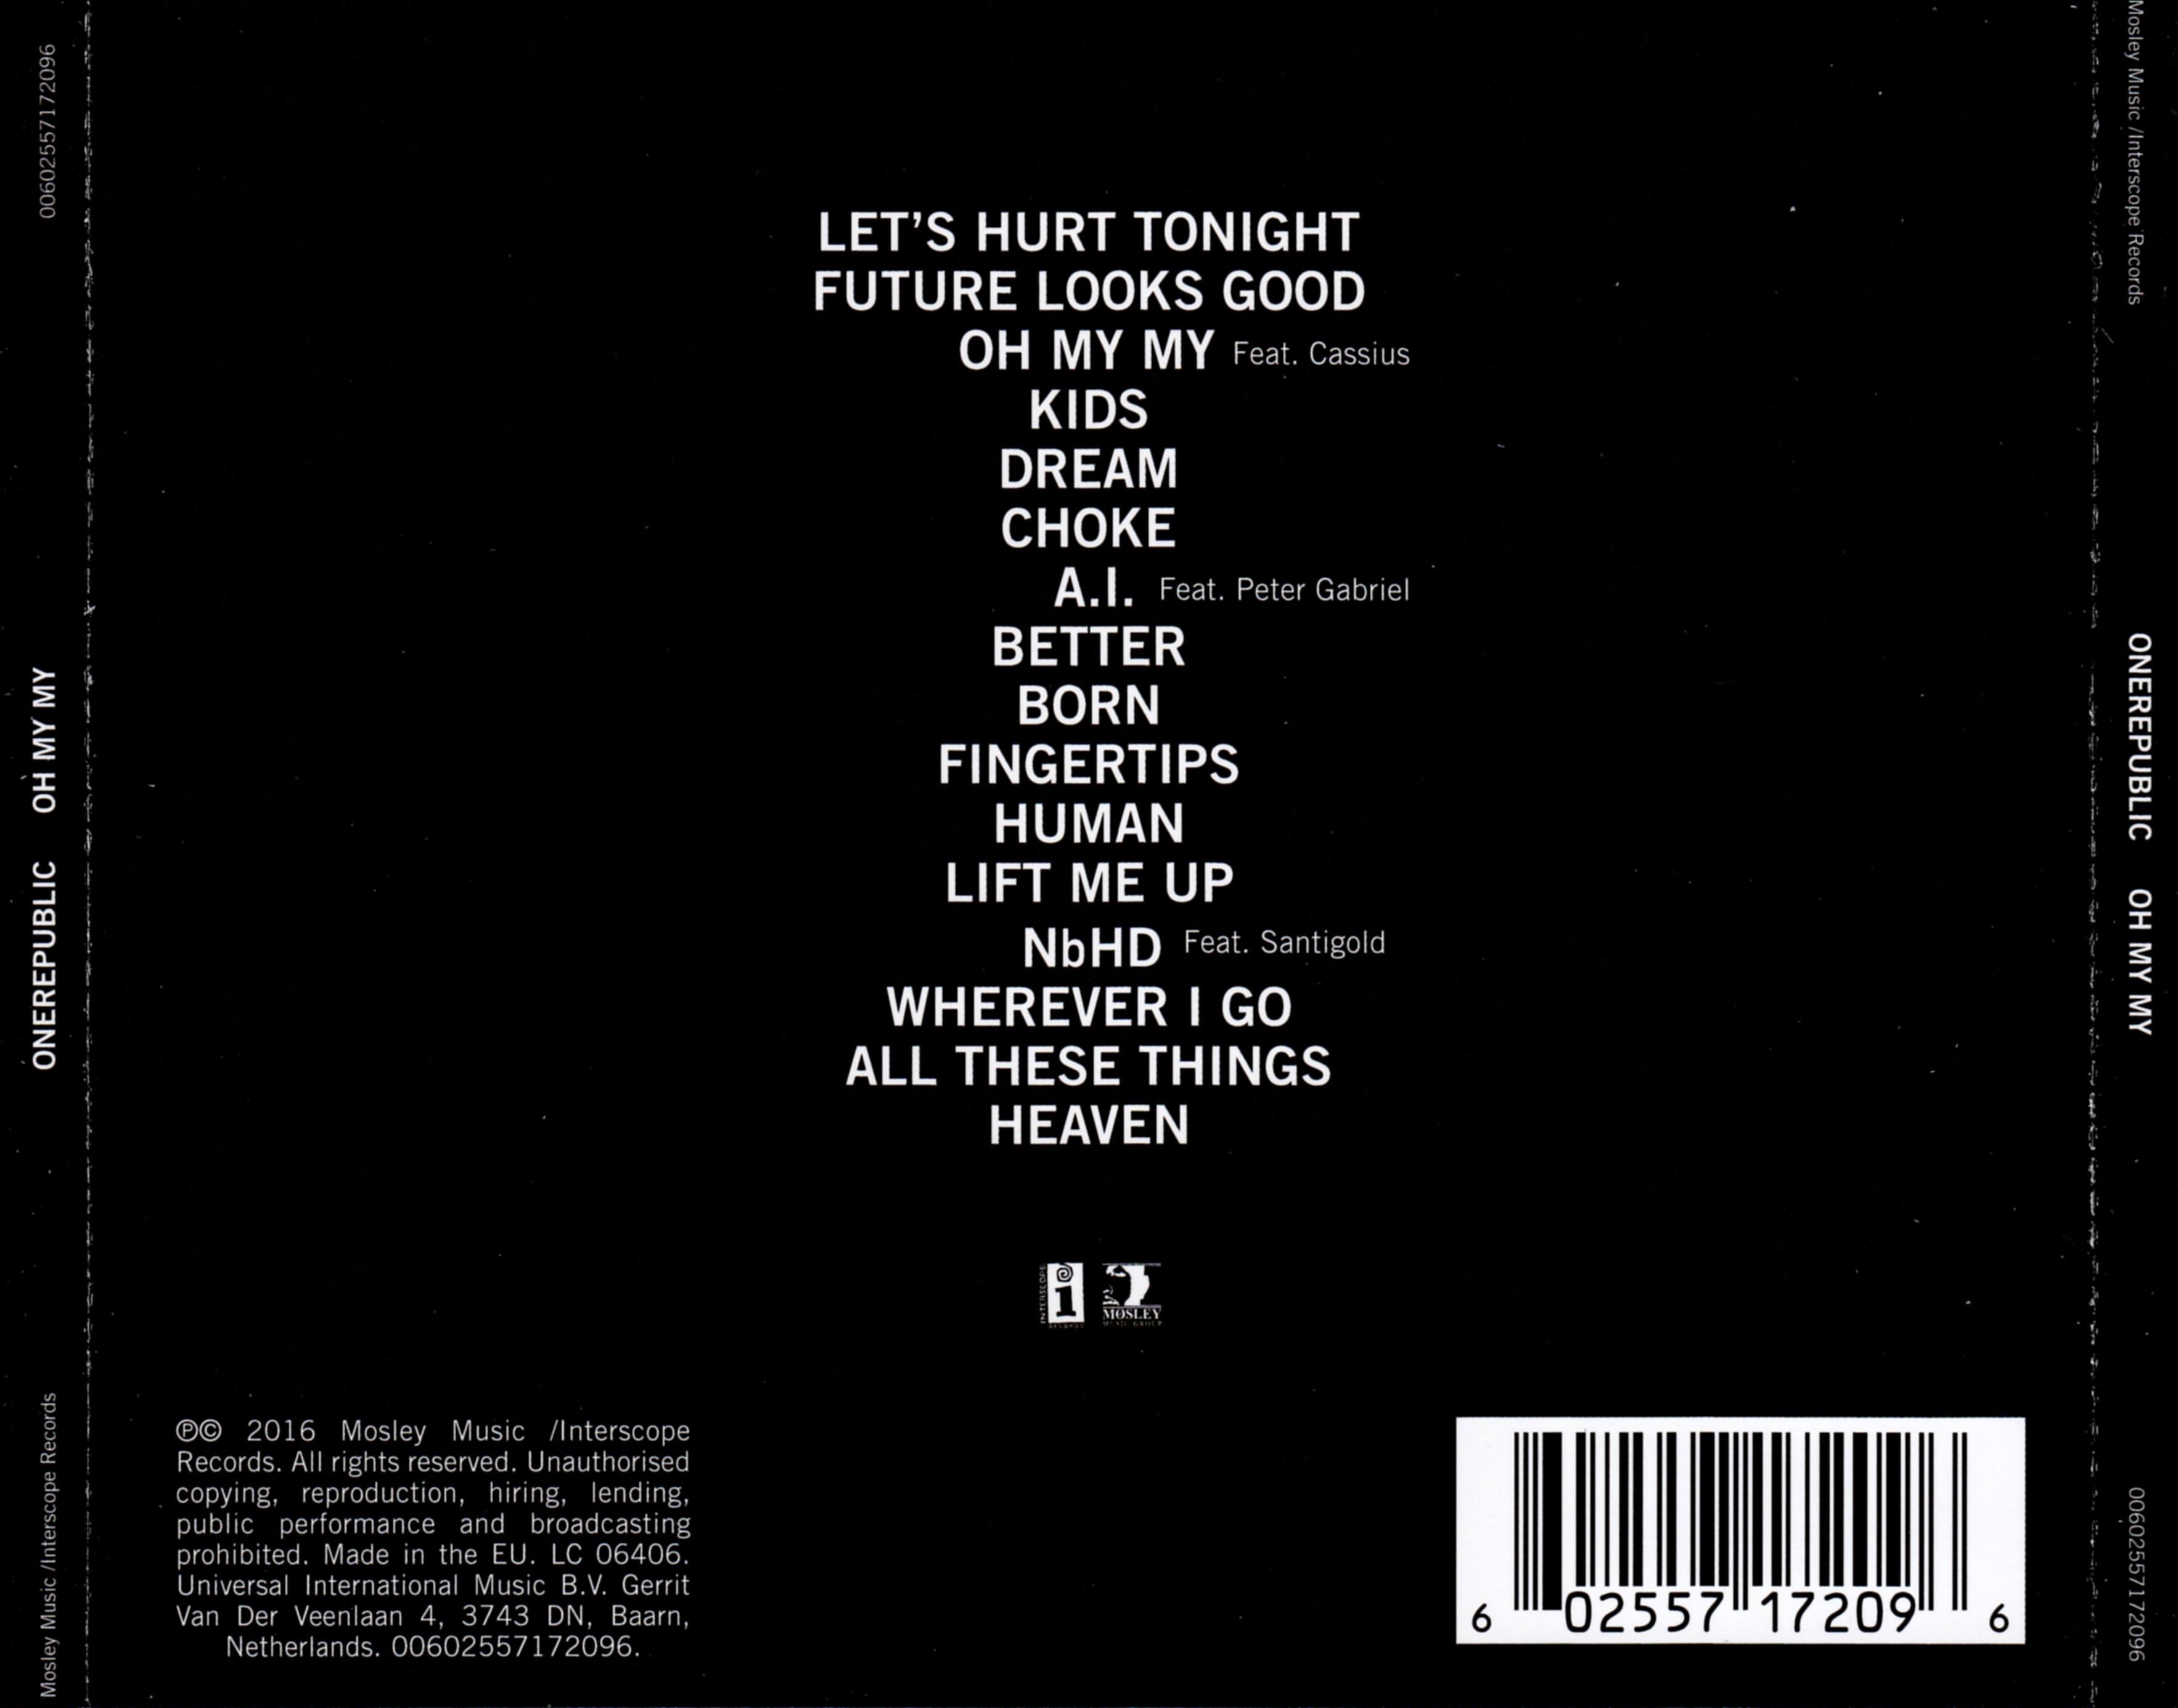 00602557172096
ONEREPUBLIC OH MY MY
Mosley Music /Interscope Records
LET'S HURT TONIGHT
FUTURE LOOKS GOOD
OH MY MY Feat. Cassius
KIDS
DREAM
CHOKE
A.I. Feat. Peter Gabriel
BETTER
BORN
FINGERTIPS
HUMAN
LIFT ME UP
NbHD Feat. Santigold
WHEREVER I GO
ALL THESE THINGS
HEAVEN
INTERSCOPE
RECORDS
MOSLEY
MUSIC GROUP
℗© 2016 Mosley Music /Interscope
Records. All rights reserved. Unauthorised
copying, reproduction, hiring, lending,
public performance and broadcasting
prohibited. Made in the EU. LC 06406.
Universal International Music B.V. Gerrit
Van Der Veenlaan 4, 3743 DN, Baarn,
Netherlands. 00602557172096.
6 02557 17209 6
Mosley Music /Interscope Records
ONEREPUBLIC OH MY MY
00602557172096